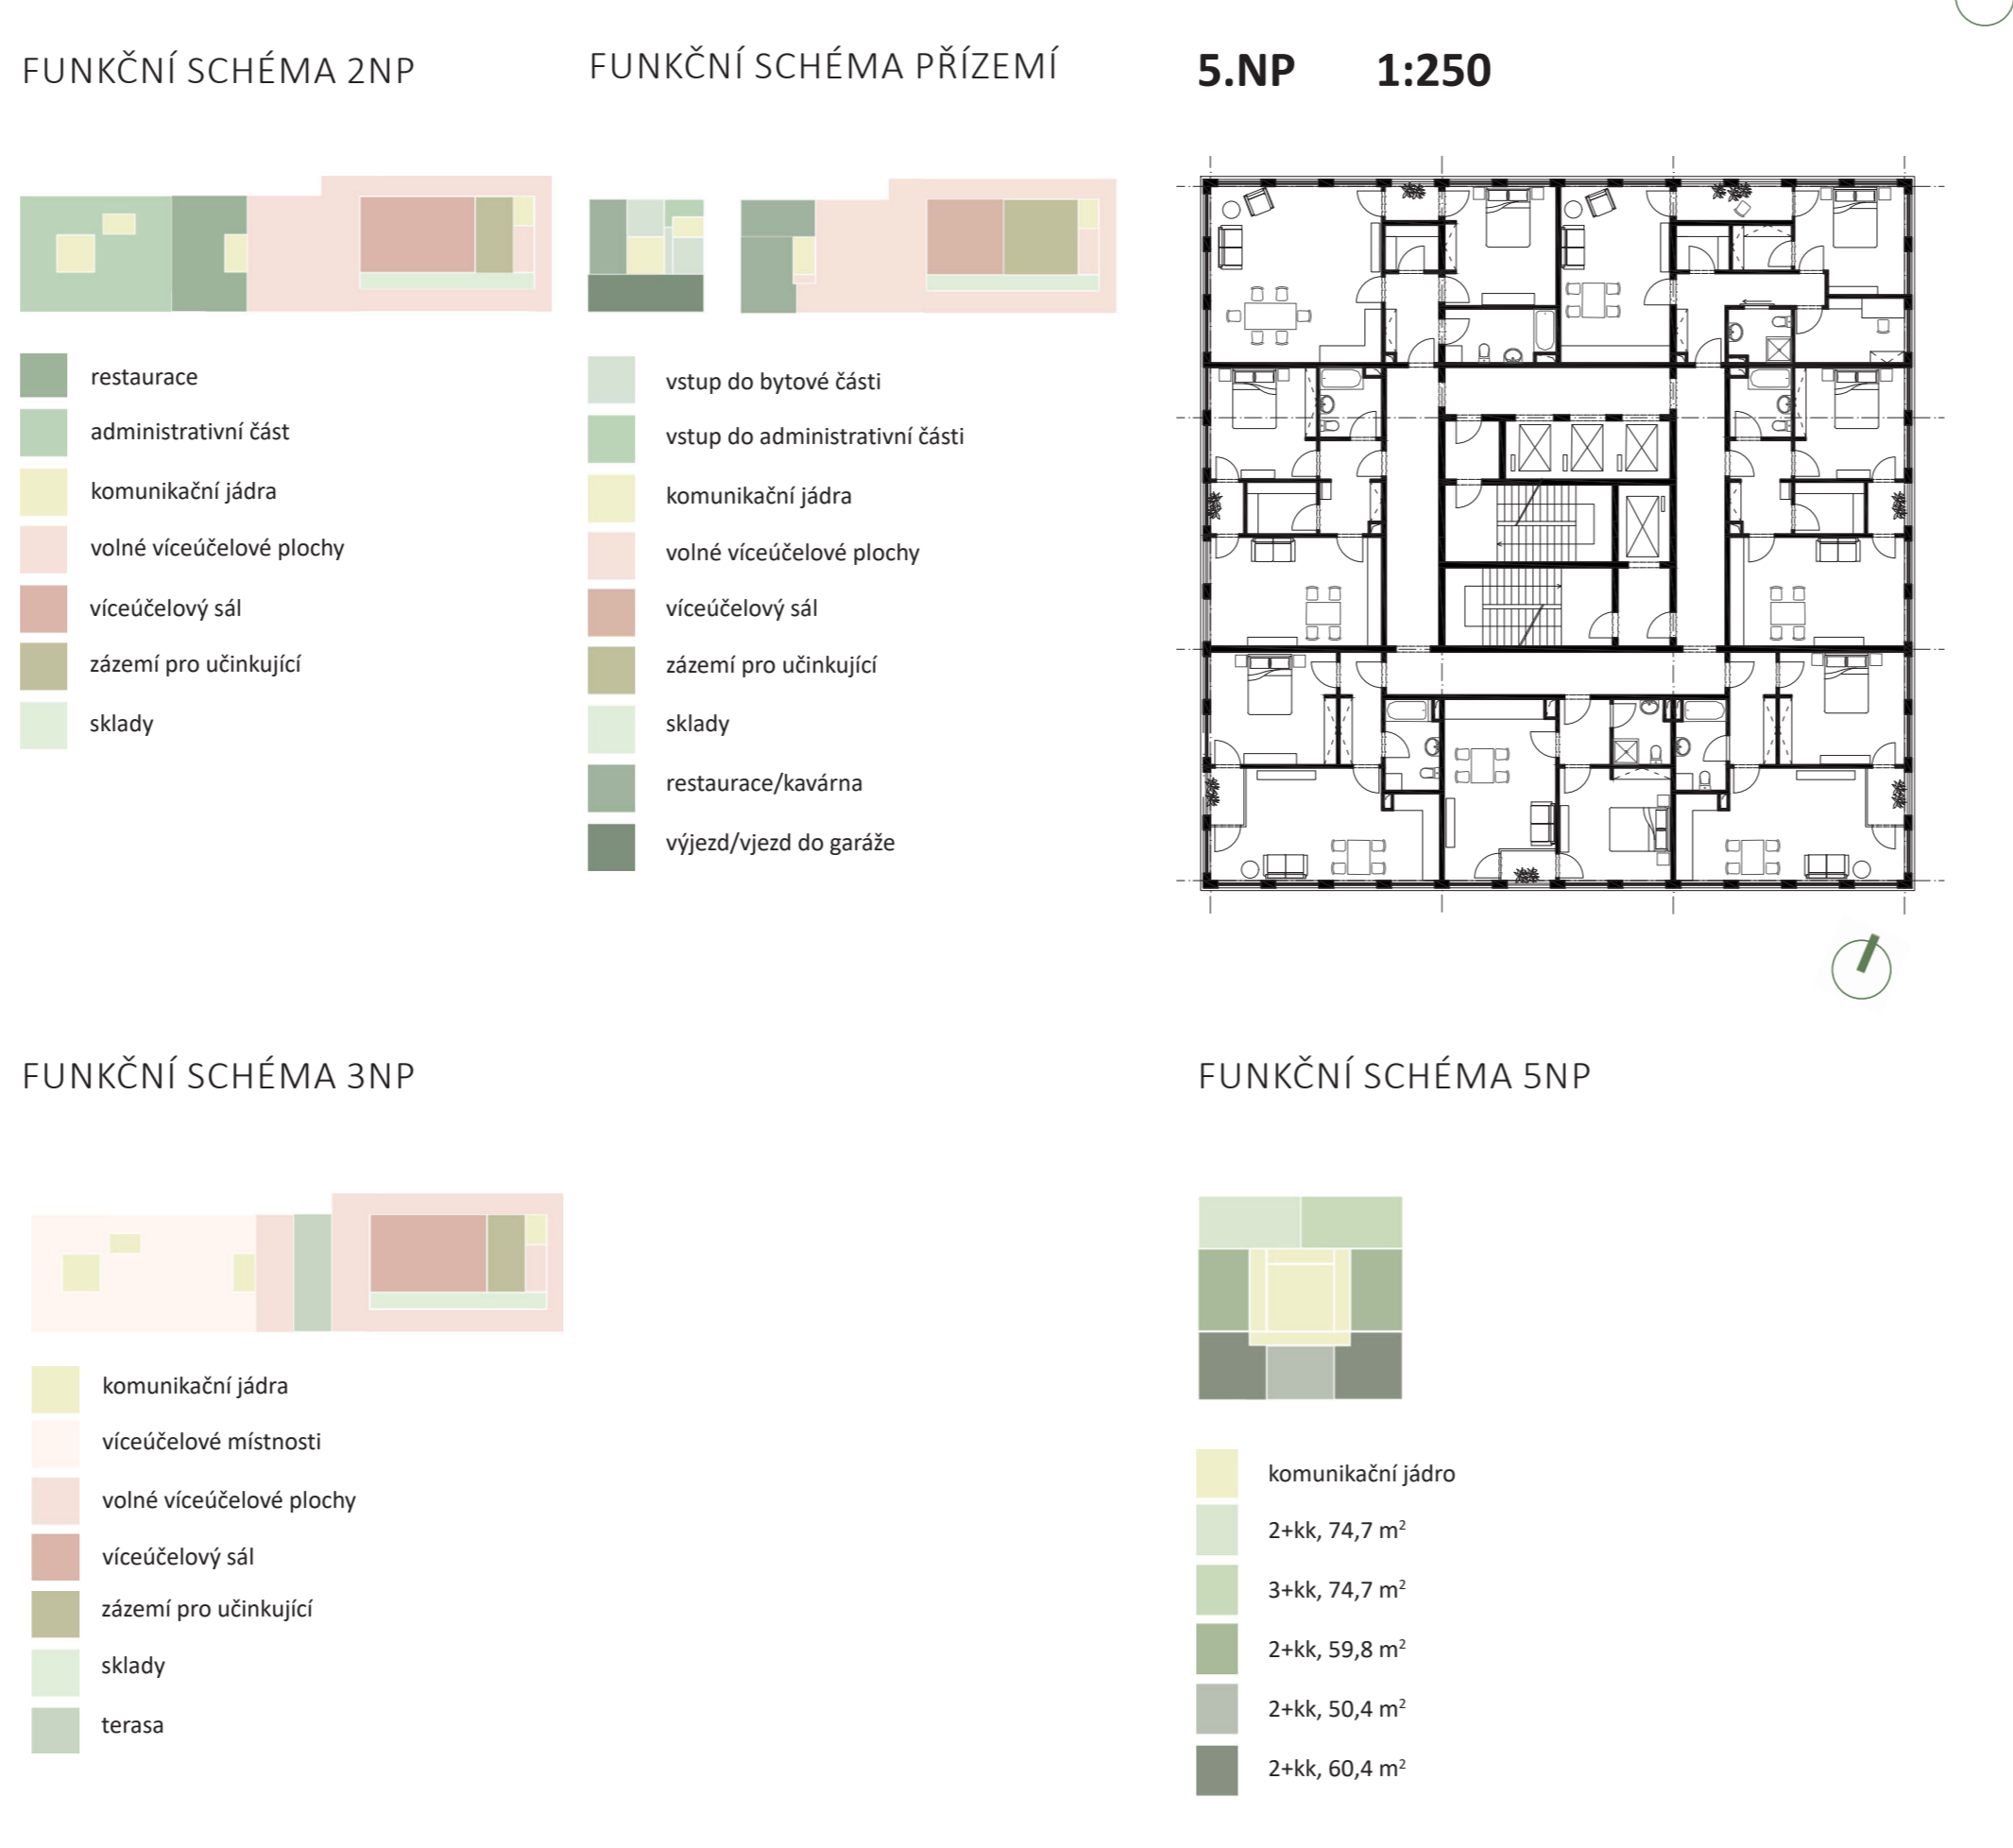 FUNKČNÍ SCHÉMA 2NP
restaurace
administrativní část
komunikační jádra
volné víceúčelové plochy
víceúčelový sál
zázemí pro učinkující
sklady
FUNKČNÍ SCHÉMA PŘÍZEMÍ
vstup do bytové části
vstup do administrativní části
komunikační jádra
volné víceúčelové plochy
víceúčelový sál
zázemí pro učinkující
sklady
restaurace/kavárna
výjezd/vjezd do garáže
5.NP 1:250
FUNKČNÍ SCHÉMA 3NP
komunikační jádra
víceúčelové místnosti
volné víceúčelové plochy
víceúčelový sál
zázemí pro učinkující
sklady
terasa
FUNKČNÍ SCHÉMA 5NP
komunikační jádro
2+kk, 74,7 m²
3+kk, 74,7 m²
2+kk, 59,8 m²
2+kk, 50,4 m²
2+kk, 60,4 m²